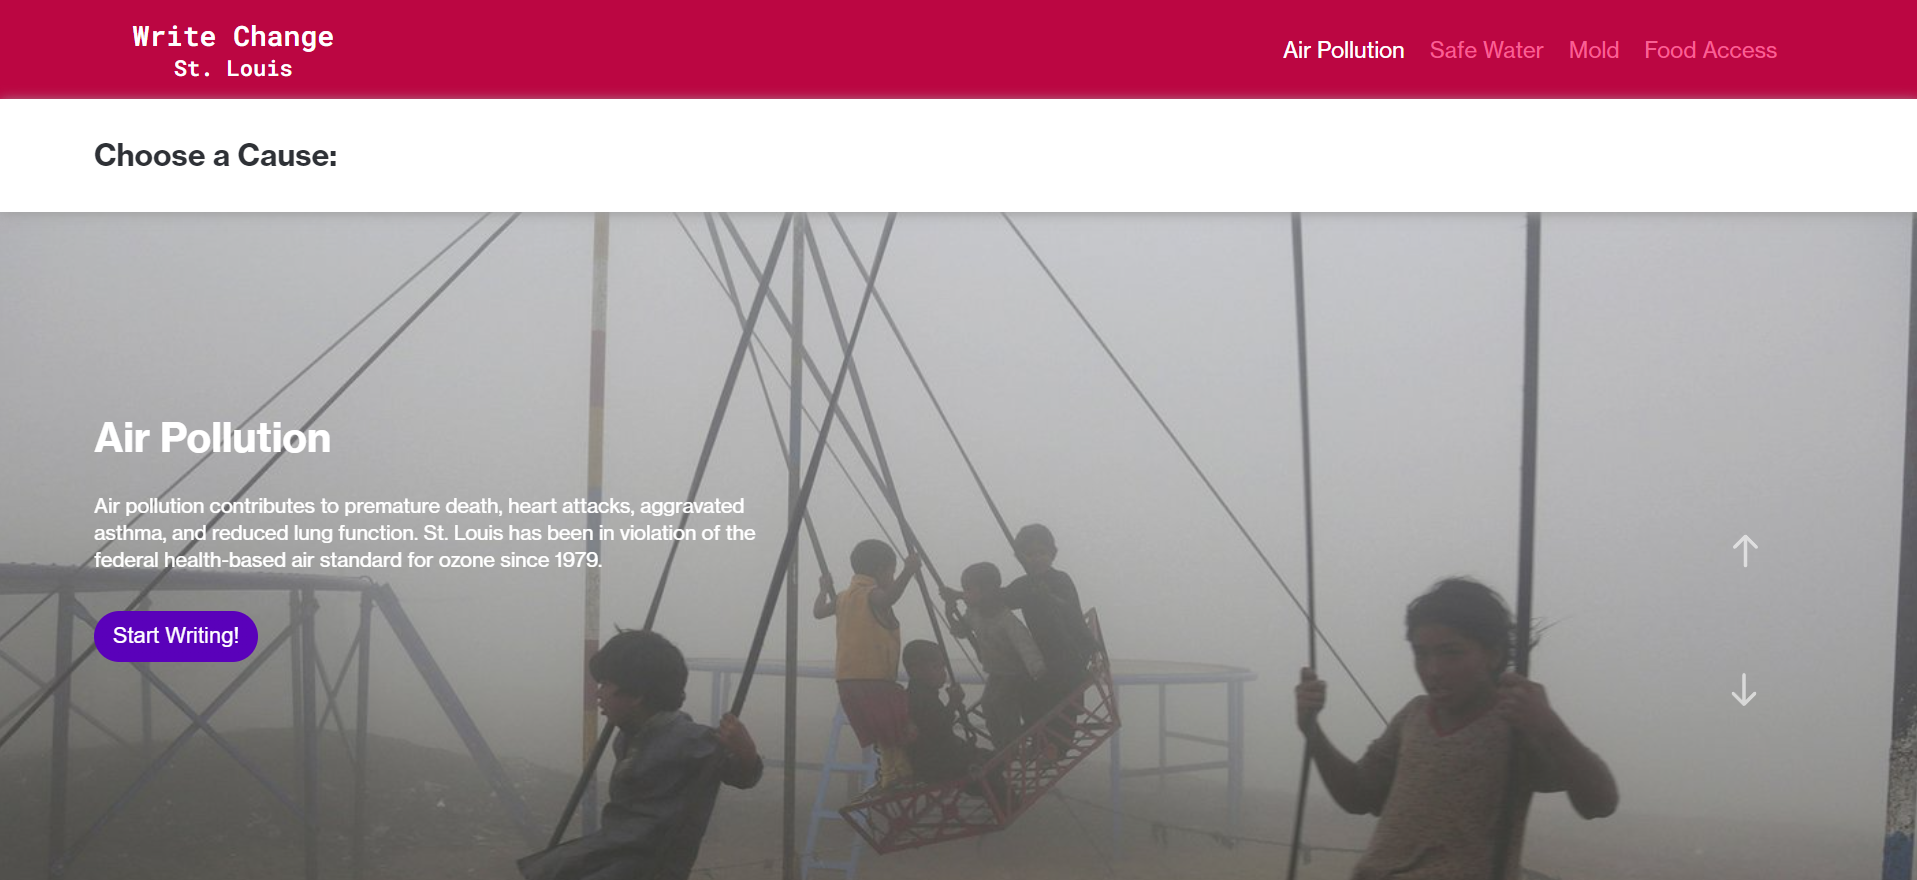 Write Change
St. Louis
Air Pollution Safe Water Mold Food Access
Choose a Cause:
Air Pollution
Air pollution contributes to premature death, heart attacks, aggravated
asthma, and reduced lung function. St. Louis has been in violation of the
federal health-based air standard for ozone since 1979.
Start Writing!